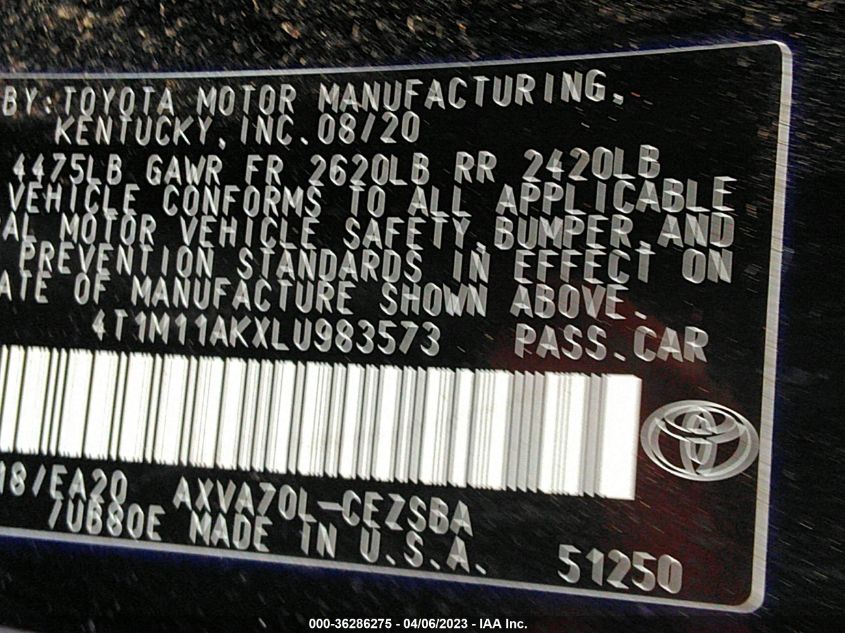 BY: TOYOTA MOTOR MANUFACTURING,
KENTUCKY, INC. 08/20
4475LB GAWR FR 2620LB RR 2420LB
VEHICLE CONFORMS TO ALL APPLICABLE
AL MOTOR VEHICLE SAFETY, BUMPER, AND
PREVENTION STANDARDS IN EFFECT ON
ATE OF MANUFACTURE SHOWN ABOVE.
4T1M11AKXLU983573 PASS. CAR
18/EA20 AXVA70L-CEZSBA
/U680E MADE IN U.S.A. 51250
000-36286275 - 04/06/2023 - IAA Inc.